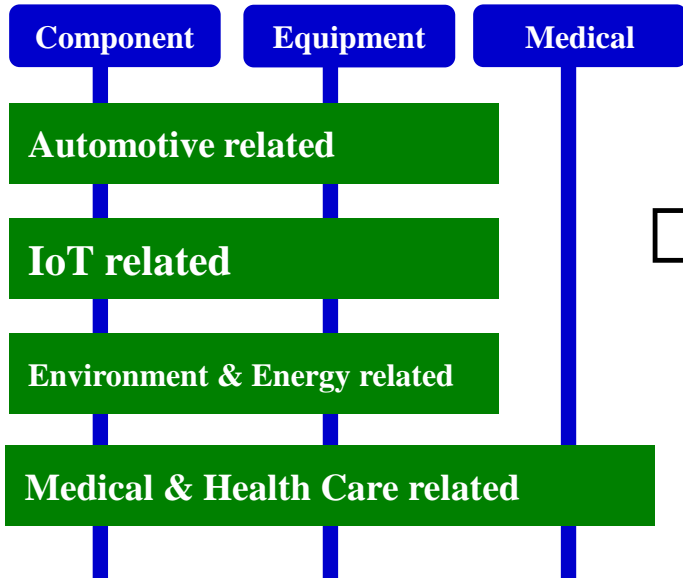 Component Equipment Medical
Automotive related
IoT related
Environment & Energy related
Medical & Health Care related